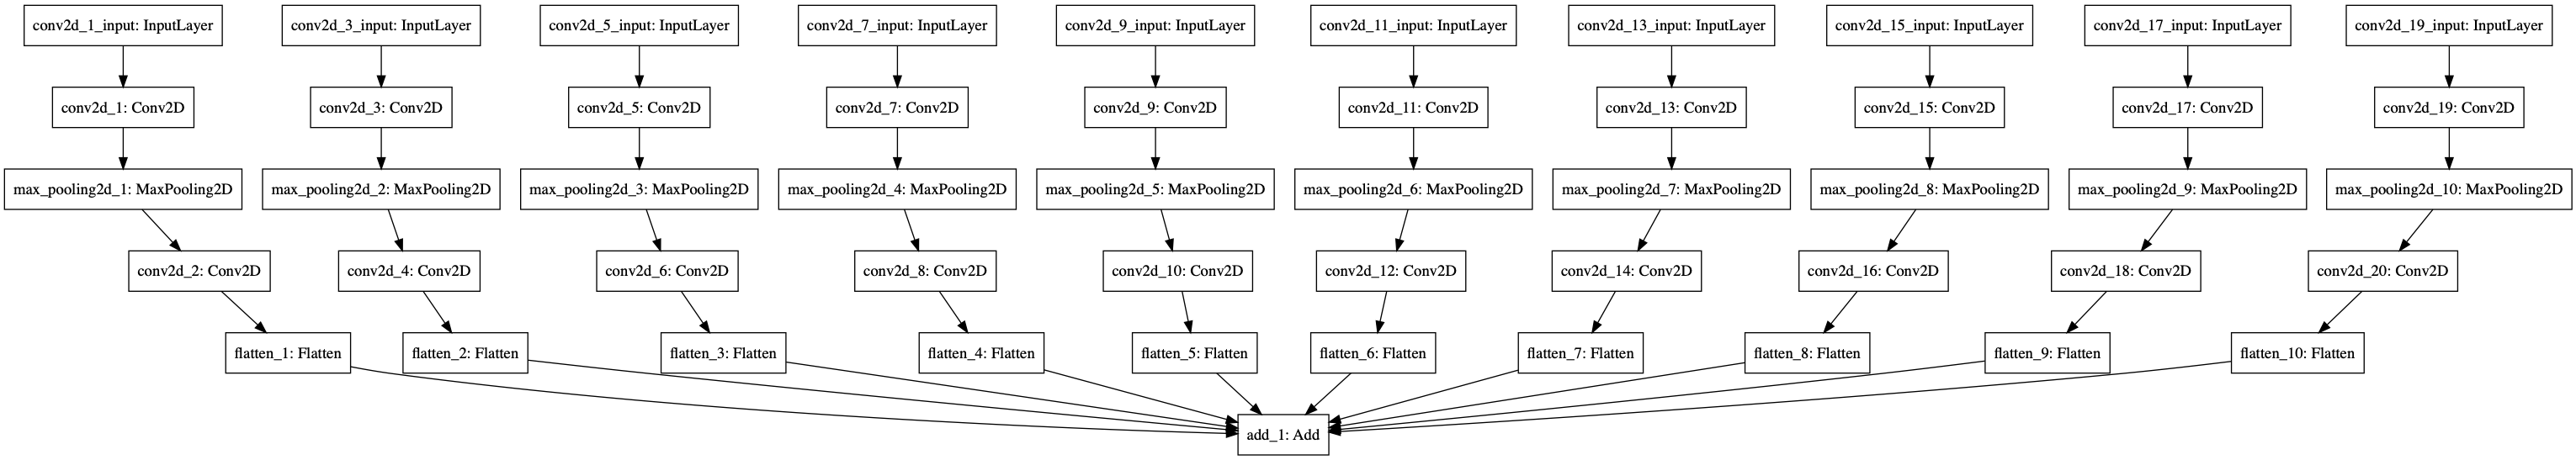 conv2d_1_input: InputLayer
conv2d_3_input: InputLayer
conv2d_5_input: InputLayer
conv2d_7_input: InputLayer
conv2d_9_input: InputLayer
conv2d_11_input: InputLayer
conv2d_13_input: InputLayer
conv2d_15_input: InputLayer
conv2d_17_input: InputLayer
conv2d_19_input: InputLayer
conv2d_1: Conv2D
conv2d_3: Conv2D
conv2d_5: Conv2D
conv2d_7: Conv2D
conv2d_9: Conv2D
conv2d_11: Conv2D
conv2d_13: Conv2D
conv2d_15: Conv2D
conv2d_17: Conv2D
conv2d_19: Conv2D
max_pooling2d_1: MaxPooling2D
max_pooling2d_2: MaxPooling2D
max_pooling2d_3: MaxPooling2D
max_pooling2d_4: MaxPooling2D
max_pooling2d_5: MaxPooling2D
max_pooling2d_6: MaxPooling2D
max_pooling2d_7: MaxPooling2D
max_pooling2d_8: MaxPooling2D
max_pooling2d_9: MaxPooling2D
max_pooling2d_10: MaxPooling2D
conv2d_2: Conv2D
conv2d_4: Conv2D
conv2d_6: Conv2D
conv2d_8: Conv2D
conv2d_10: Conv2D
conv2d_12: Conv2D
conv2d_14: Conv2D
conv2d_16: Conv2D
conv2d_18: Conv2D
conv2d_20: Conv2D
flatten_1: Flatten
flatten_2: Flatten
flatten_3: Flatten
flatten_4: Flatten
flatten_5: Flatten
flatten_6: Flatten
flatten_7: Flatten
flatten_8: Flatten
flatten_9: Flatten
flatten_10: Flatten
add_1: Add